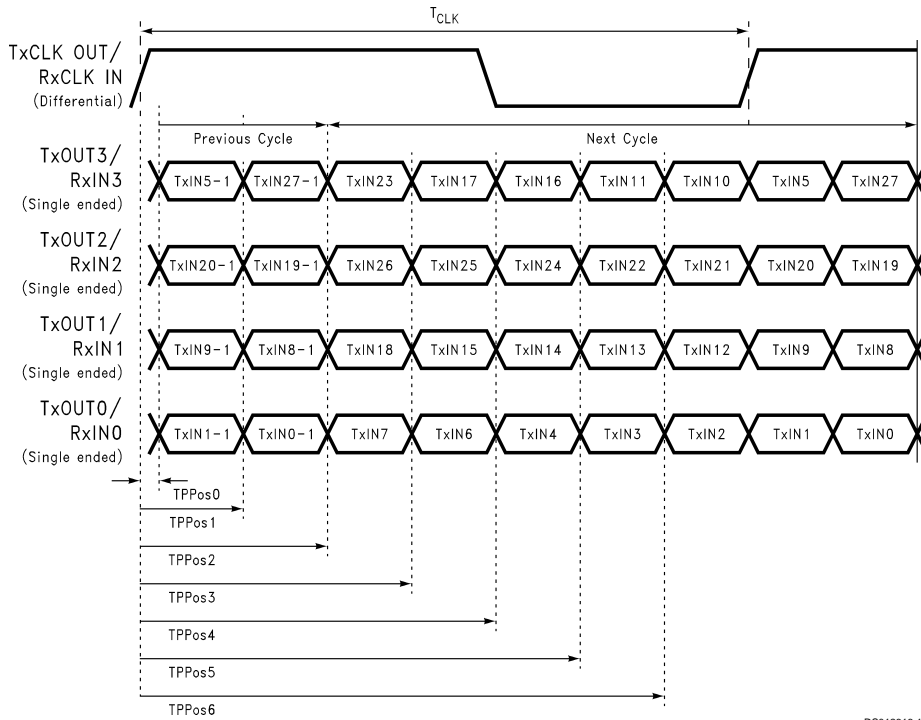 T CLK
TxCLK OUT/
RxCLK IN
(Differential)
Previous Cycle
Next Cycle
TxOUT3/
RxIN3
(Single ended)
TxIN5-1 TxIN27-1 TxIN23 TxIN17 TxIN16 TxIN11 TxIN10 TxIN5 TxIN27
TxOUT2/
RxIN2
(Single ended)
TxIN20-1 TxIN19-1 TxIN26 TxIN25 TxIN24 TxIN22 TxIN21 TxIN20 TxIN19
TxOUT1/
RxIN1
(Single ended)
TxIN9-1 TxIN8-1 TxIN18 TxIN15 TxIN14 TxIN13 TxIN12 TxIN9 TxIN8
TxOUT0/
RxIN0
(Single ended)
TxIN1-1 TxIN0-1 TxIN7 TxIN6 TxIN4 TxIN3 TxIN2 TxIN1 TxIN0
TPPos0
TPPos1
TPPos2
TPPos3
TPPos4
TPPos5
TPPos6